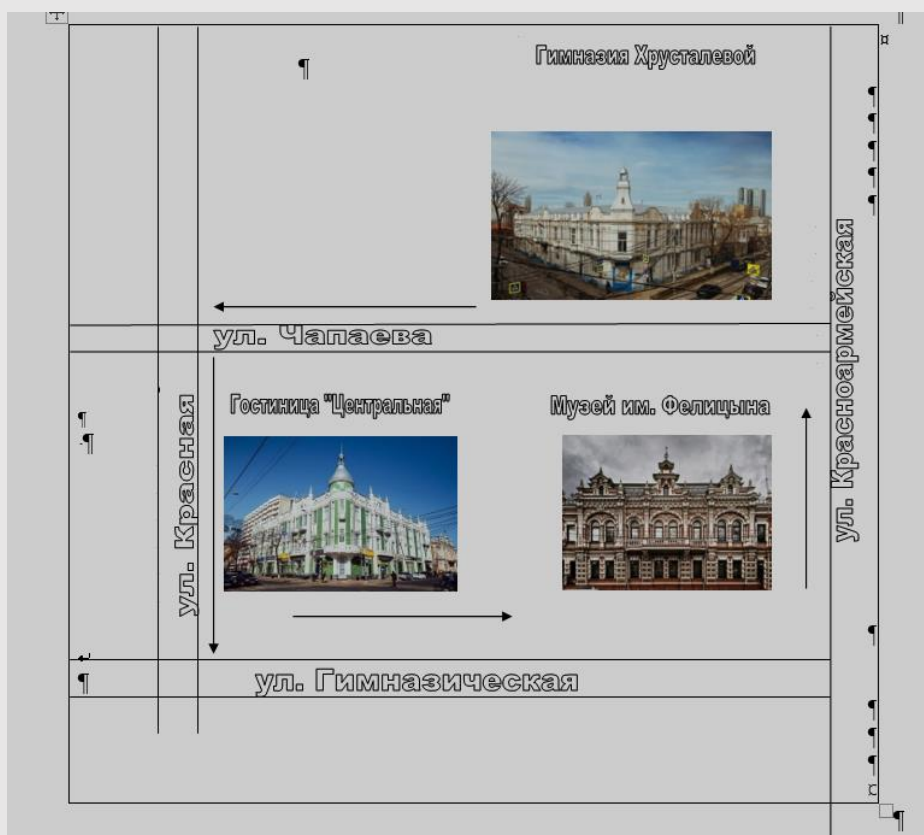 Гимназия Хрусталевой
ул. Чапаева
ул. Красноармейская
Гостиница "Центральная"
Музей им. Фелицына
ул. Красная
ул. Гимназическая